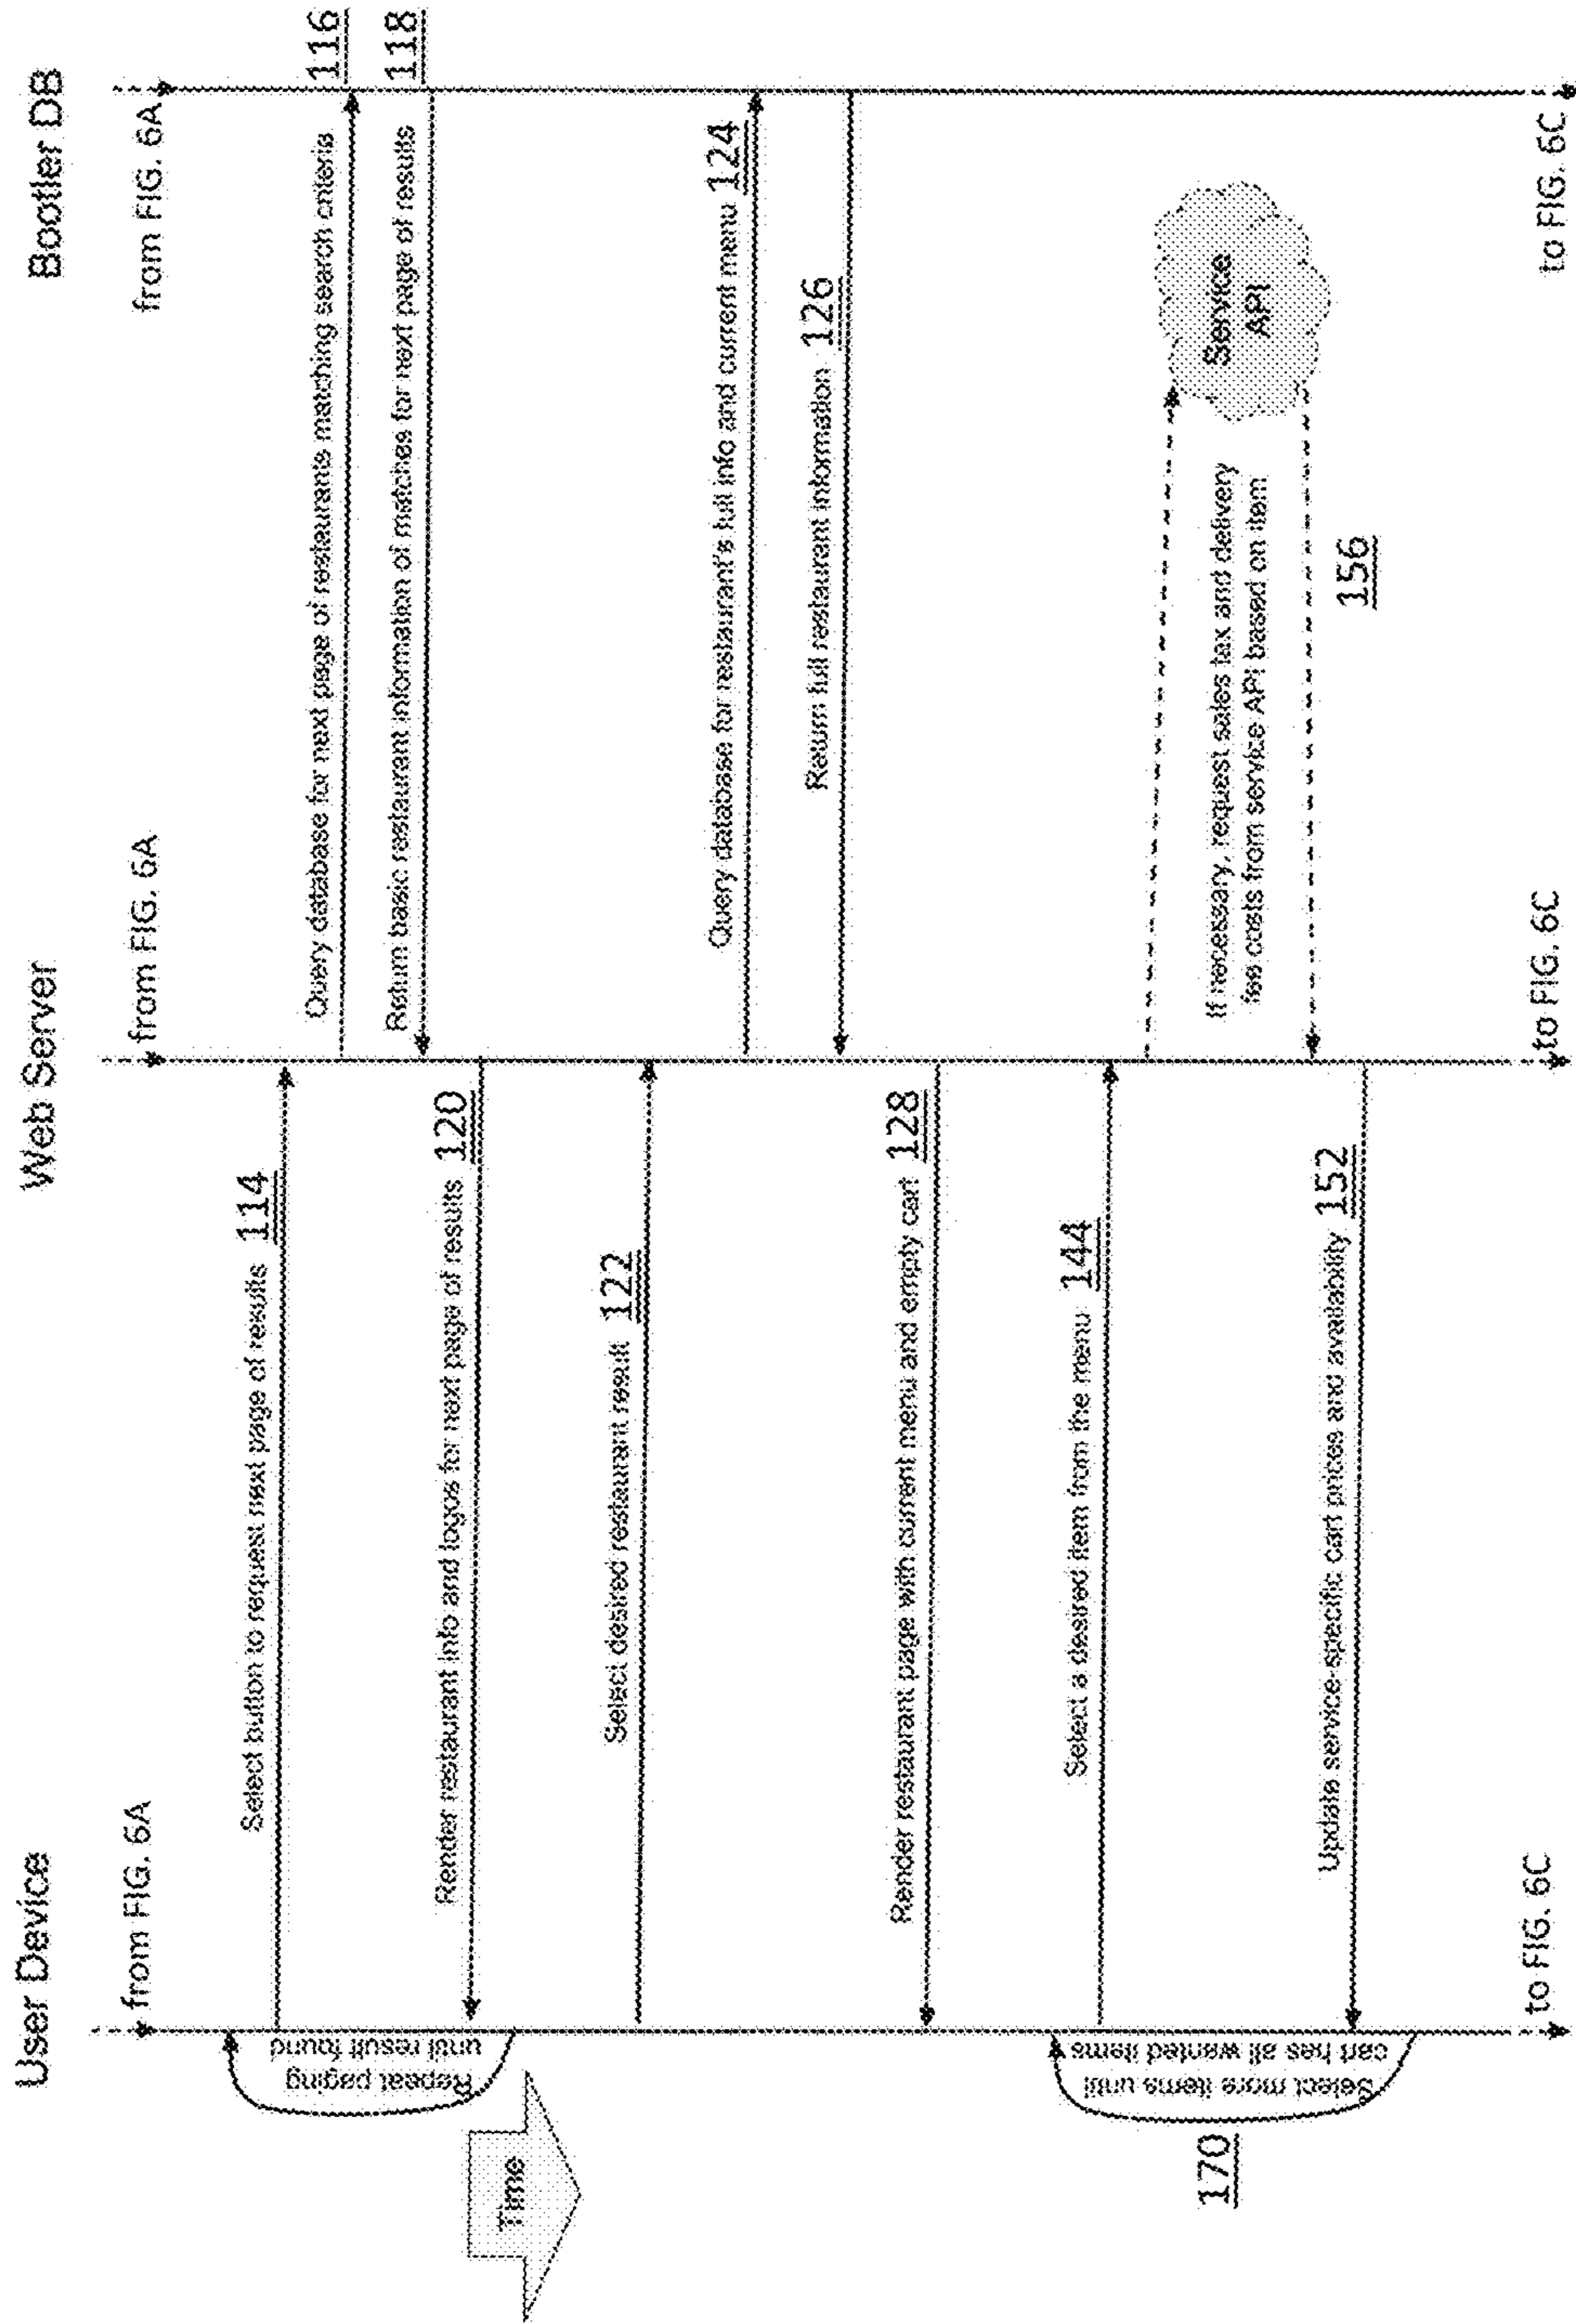 User Device
Web Server
Bootler DB
from FIG. 6A
from FIG. 6A
from FIG. 6A
Select button to request next page of results 114
Query database for next page of restaurants matching search criteria 116
Return basic restaurant information of matches for next page of results 118
Render restaurant info and logos for next page of results 120
Repeat paging
until result found
Time
Select desired restaurant result 122
Query database for restaurant's full info and current menu 124
Return full restaurant information 126
Render restaurant page with current menu and empty cart 128
Select a desired item from the menu 144
If necessary, request sales tax and delivery
fee costs from service API based on item
156
Service
API
Update service-specific cart prices and availability 152
Select more items until
cart has all wanted items
170
to FIG. 6C
to FIG. 6C
to FIG. 6C